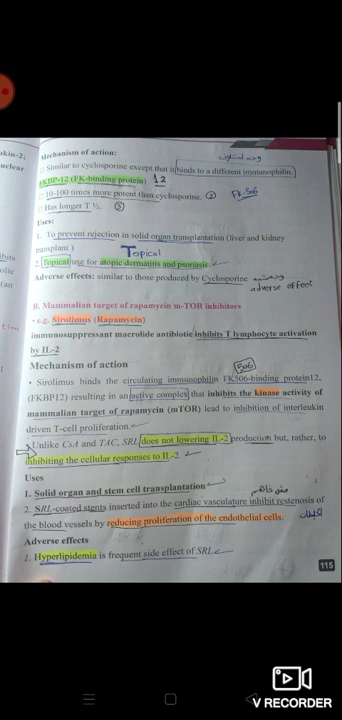 Mechanism of action:
وجه اختلاف
Similar to cyclosporine except that it binds to a different immunophilin.
FKBP-12 (FK-binding protein) 12
10-100 times more potent than cyclosporine. ② FK-506
Has longer T ½. ③
Uses:
1. To prevent rejection in solid organ transplantation (liver and kidney
transplant) Topical
2. Topical use for atopic dermatitis and psoriasis.
Adverse effects: similar to those produced by Cyclosporine
adverse effect
B. Mammalian target of rapamycin m-TOR inhibitors
• e.g. Sirolimus (Rapamycin)
immunosuppressant macrolide antibiotic inhibits T lymphocyte activation
by IL-2
Mechanism of action 506
• Sirolimus binds the circulating immunophilin FK506-binding protein12,
(FKBP12) resulting in an active complex that inhibits the kinase activity of
mammalian target of rapamycin (mTOR) lead to inhibition of interleukin
driven T-cell proliferation.
Unlike CsA and TAC, SRL does not lowering IL-2 production but, rather, to
inhibiting the cellular responses to IL-2.
Uses
1. Solid organ and stem cell transplantation
2. SRL-coated stents inserted into the cardiac vasculature inhibit restenosis of
the blood vessels by reducing proliferation of the endothelial cells.
Adverse effects
1. Hyperlipidemia is frequent side effect of SRL
115
V RECORDER